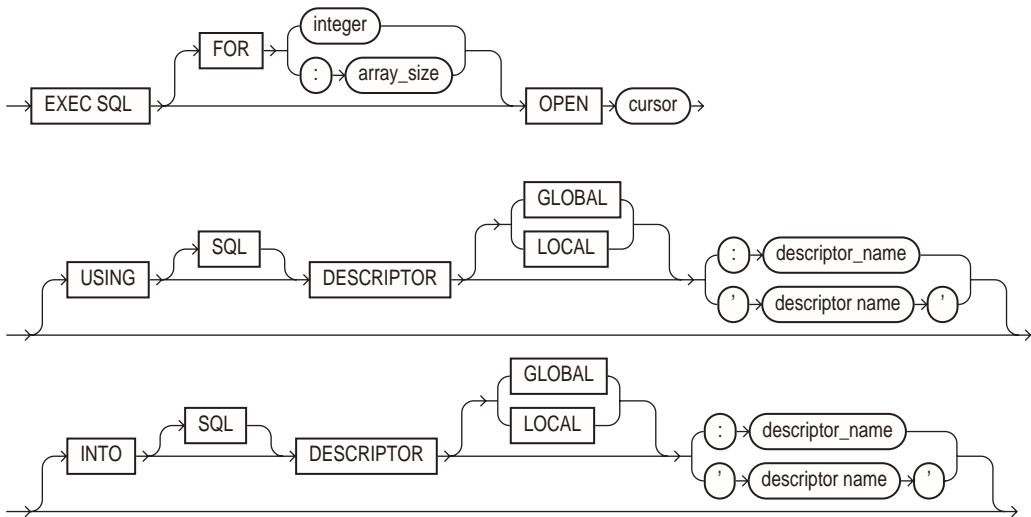 integer
FOR
: array_size
EXEC SQL OPEN cursor
GLOBAL
SQL LOCAL
USING DESCRIPTOR : descriptor_name
' descriptor name '
GLOBAL
SQL LOCAL
INTO DESCRIPTOR : descriptor_name
' descriptor name '